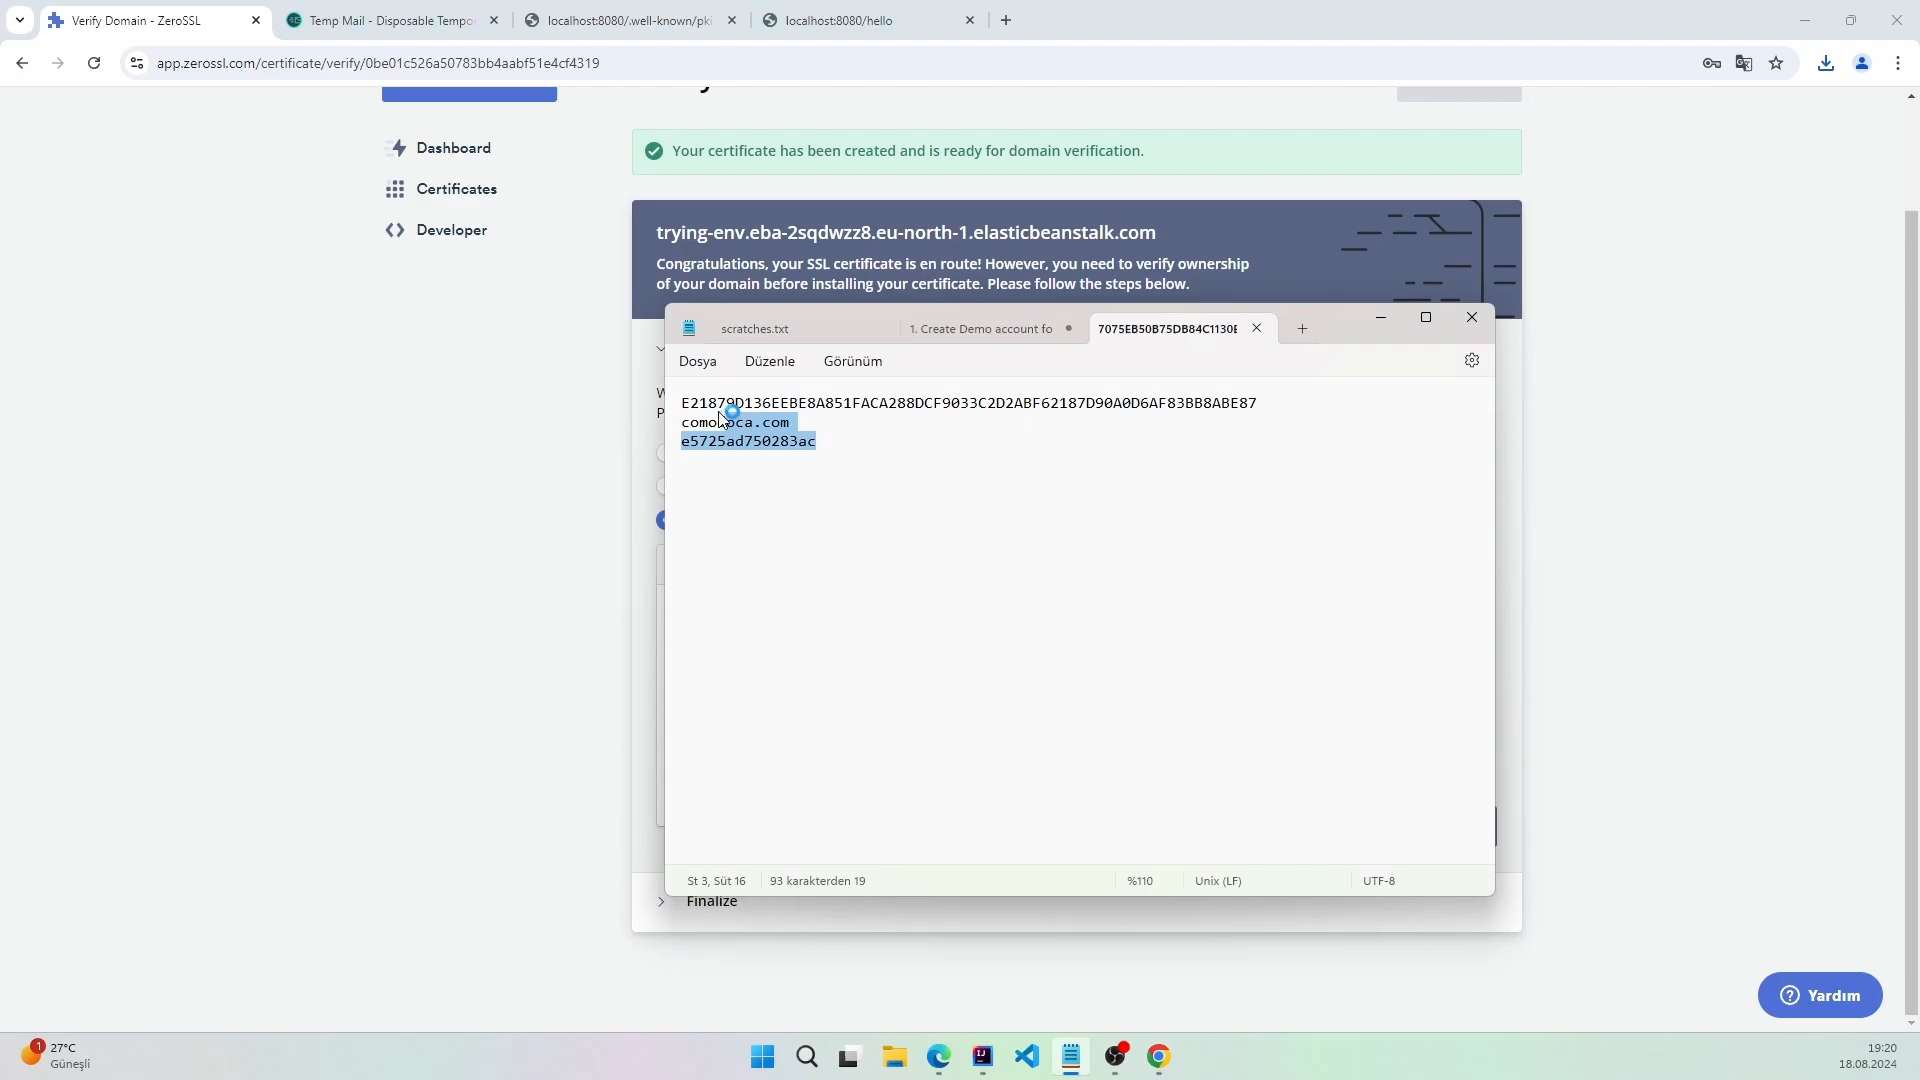 Verify Domain - ZeroSSL
Temp Mail - Disposable Tempo
localhost:8080/.well-known/pki
localhost:8080/hello
app.zerossl.com/certificate/verify/0be01c526a50783bb4aabf51e4cf4319
Dashboard
Certificates
Developer
Your certificate has been created and is ready for domain verification.
trying-env.eba-2sqdwzz8.eu-north-1.elasticbeanstalk.com
Congratulations, your SSL certificate is en route! However, you need to verify ownership
of your domain before installing your certificate. Please follow the steps below.
scratches.txt
1. Create Demo account fo
7075EB50B75DB84C1130E
Dosya
Düzenle
Görünüm
E21879D136EEBE8A851FACA288DCF9033C2D2ABF62187D90A0D6AF83BB8ABE87
e5725ad750283ac
St 3, Süt 16
93 karakterden 19
%110
Unix (LF)
UTF-8
Finalize
Yardım
1
27°C
Güneşli
19:20
18.08.2024